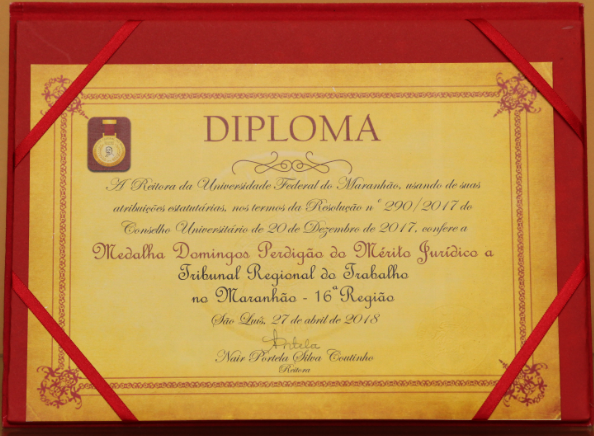 DIPLOMA
A Reitora da Universidade Federal do Maranhão, usando de suas
atribuições estatutárias, nos termos da Resolução n° 290/2017 do
Conselho Universitário de 20 de Dezembro de 2017, confere a
Medalha Domingos Perdigão do Mérito Jurídico a
Tribunal Regional do Trabalho
no Maranhão - 16ª Região
São Luís, 27 de abril de 2018
Nair Portela Silva Coutinho
Reitora